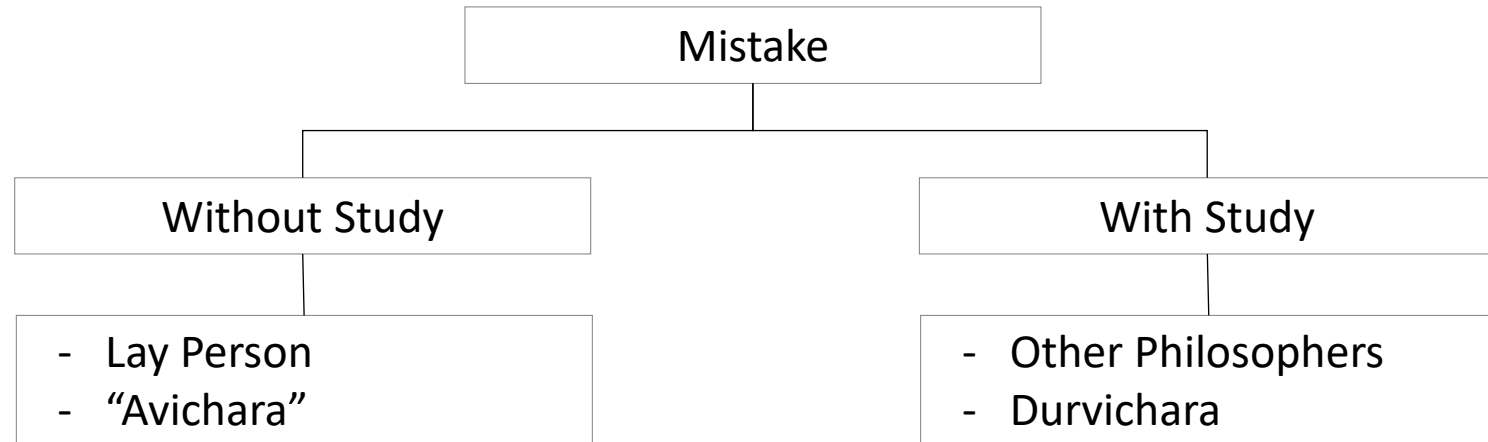 Mistake
Without Study
With Study
- Lay Person
- “Avichara”
- Other Philosophers
- Durvichara